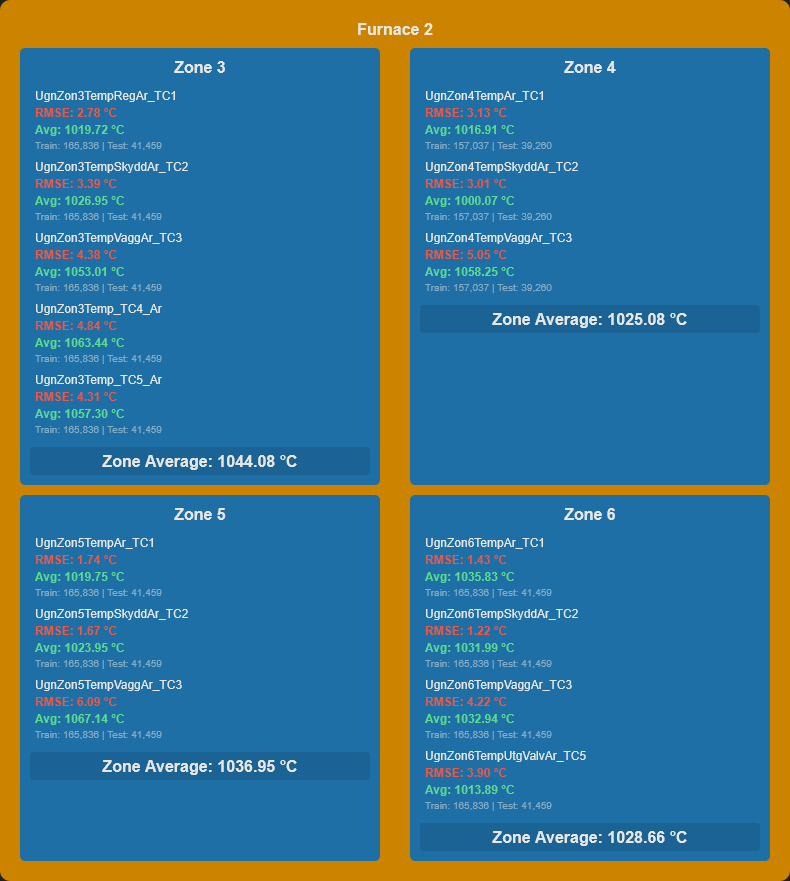 Furnace 2
Zone 3
UgnZon3TempRegAr_TC1
RMSE: 2.78 °C
Avg: 1019.72 °C
Train: 165,836 | Test: 41,459
UgnZon3TempSkyddAr_TC2
RMSE: 3.39 °C
Avg: 1026.95 °C
Train: 165,836 | Test: 41,459
UgnZon3TempVaggAr_TC3
RMSE: 4.38 °C
Avg: 1053.01 °C
Train: 165,836 | Test: 41,459
UgnZon3Temp_TC4_Ar
RMSE: 4.84 °C
Avg: 1063.44 °C
Train: 165,836 | Test: 41,459
UgnZon3Temp_TC5_Ar
RMSE: 4.31 °C
Avg: 1057.30 °C
Train: 165,836 | Test: 41,459
Zone Average: 1044.08 °C
Zone 4
UgnZon4TempAr_TC1
RMSE: 3.13 °C
Avg: 1016.91 °C
Train: 157,037 | Test: 39,260
UgnZon4TempSkyddAr_TC2
RMSE: 3.01 °C
Avg: 1000.07 °C
Train: 157,037 | Test: 39,260
UgnZon4TempVaggAr_TC3
RMSE: 5.05 °C
Avg: 1058.25 °C
Train: 157,037 | Test: 39,260
Zone Average: 1025.08 °C
Zone 5
UgnZon5TempAr_TC1
RMSE: 1.74 °C
Avg: 1019.75 °C
Train: 165,836 | Test: 41,459
UgnZon5TempSkyddAr_TC2
RMSE: 1.67 °C
Avg: 1023.95 °C
Train: 165,836 | Test: 41,459
UgnZon5TempVaggAr_TC3
RMSE: 6.09 °C
Avg: 1067.14 °C
Train: 165,836 | Test: 41,459
Zone Average: 1036.95 °C
Zone 6
UgnZon6TempAr_TC1
RMSE: 1.43 °C
Avg: 1035.83 °C
Train: 165,836 | Test: 41,459
UgnZon6TempSkyddAr_TC2
RMSE: 1.22 °C
Avg: 1031.99 °C
Train: 165,836 | Test: 41,459
UgnZon6TempVaggAr_TC3
RMSE: 4.22 °C
Avg: 1032.94 °C
Train: 165,836 | Test: 41,459
UgnZon6TempUtgValvAr_TC5
RMSE: 3.90 °C
Avg: 1013.89 °C
Train: 165,836 | Test: 41,459
Zone Average: 1028.66 °C